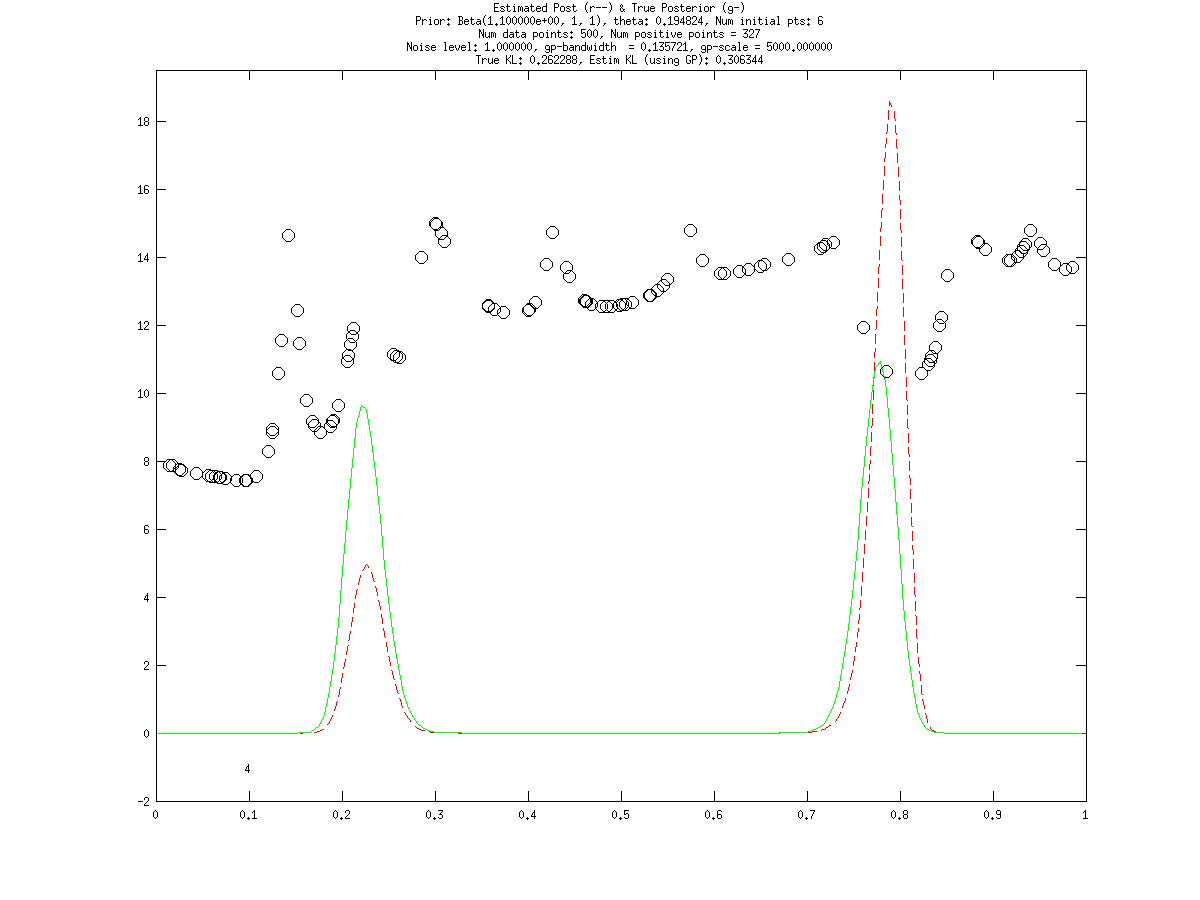 Estimated Post (r--) & True Posterior (g-)
Prior: Beta(1.100000e+00, 1, 1), theta: 0.194824, Num initial pts: 6
Num data points: 500, Num positive points = 327
Noise level: 1.000000, gp-bandwidth  = 0.135721, gp-scale = 5000.000000
True KL: 0.262288, Estim KL (using GP): 0.306344
18
16
14
12
10
8
6
4
2
0
4
-2
0 0.1 0.2 0.3 0.4 0.5 0.6 0.7 0.8 0.9 1